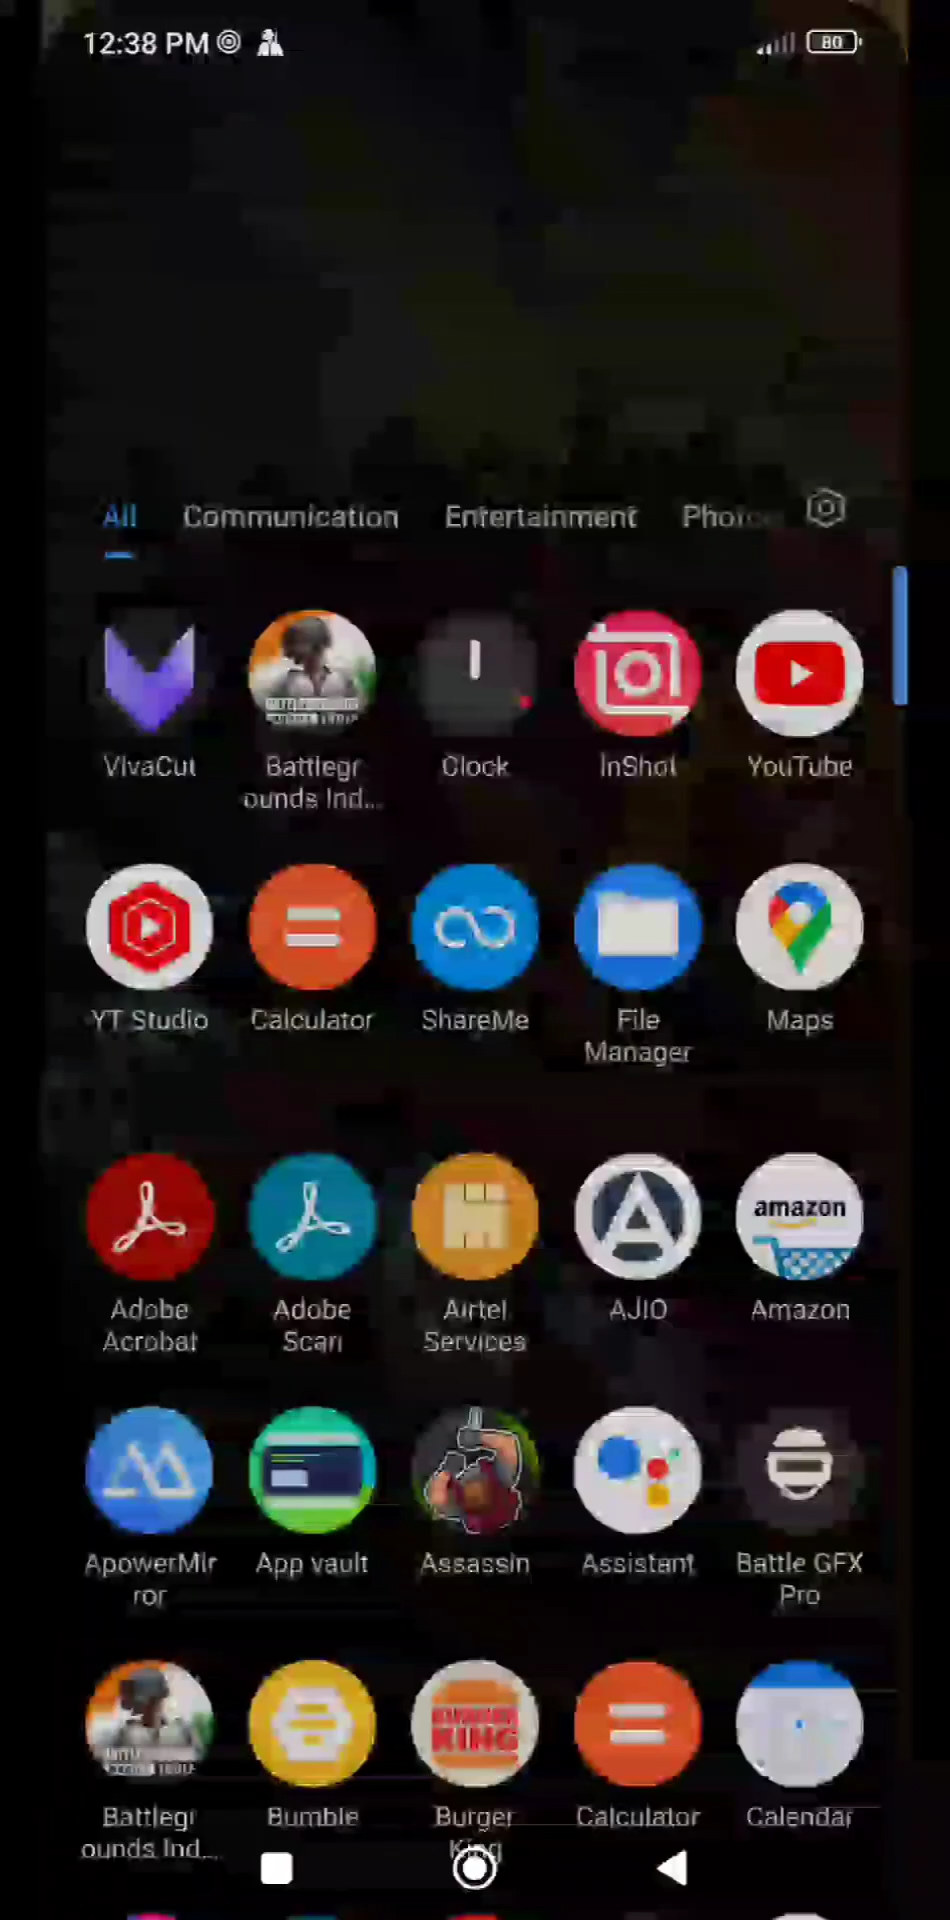 12:38 PM
80
All Communication Entertainment Photo
VivaCut Battlegr Clock InShot YouTube
ounds Ind...
YT Studio Calculator ShareMe File Maps
Manager
amazon
Adobe Adobe Airtel AJIO Amazon
Acrobat Scan Services
ApowerMir App vault Assassin Assistant Battle GFX
ror Pro
KING
Battlegr Bumble Burger Calculator Calendar
ounds Ind... King